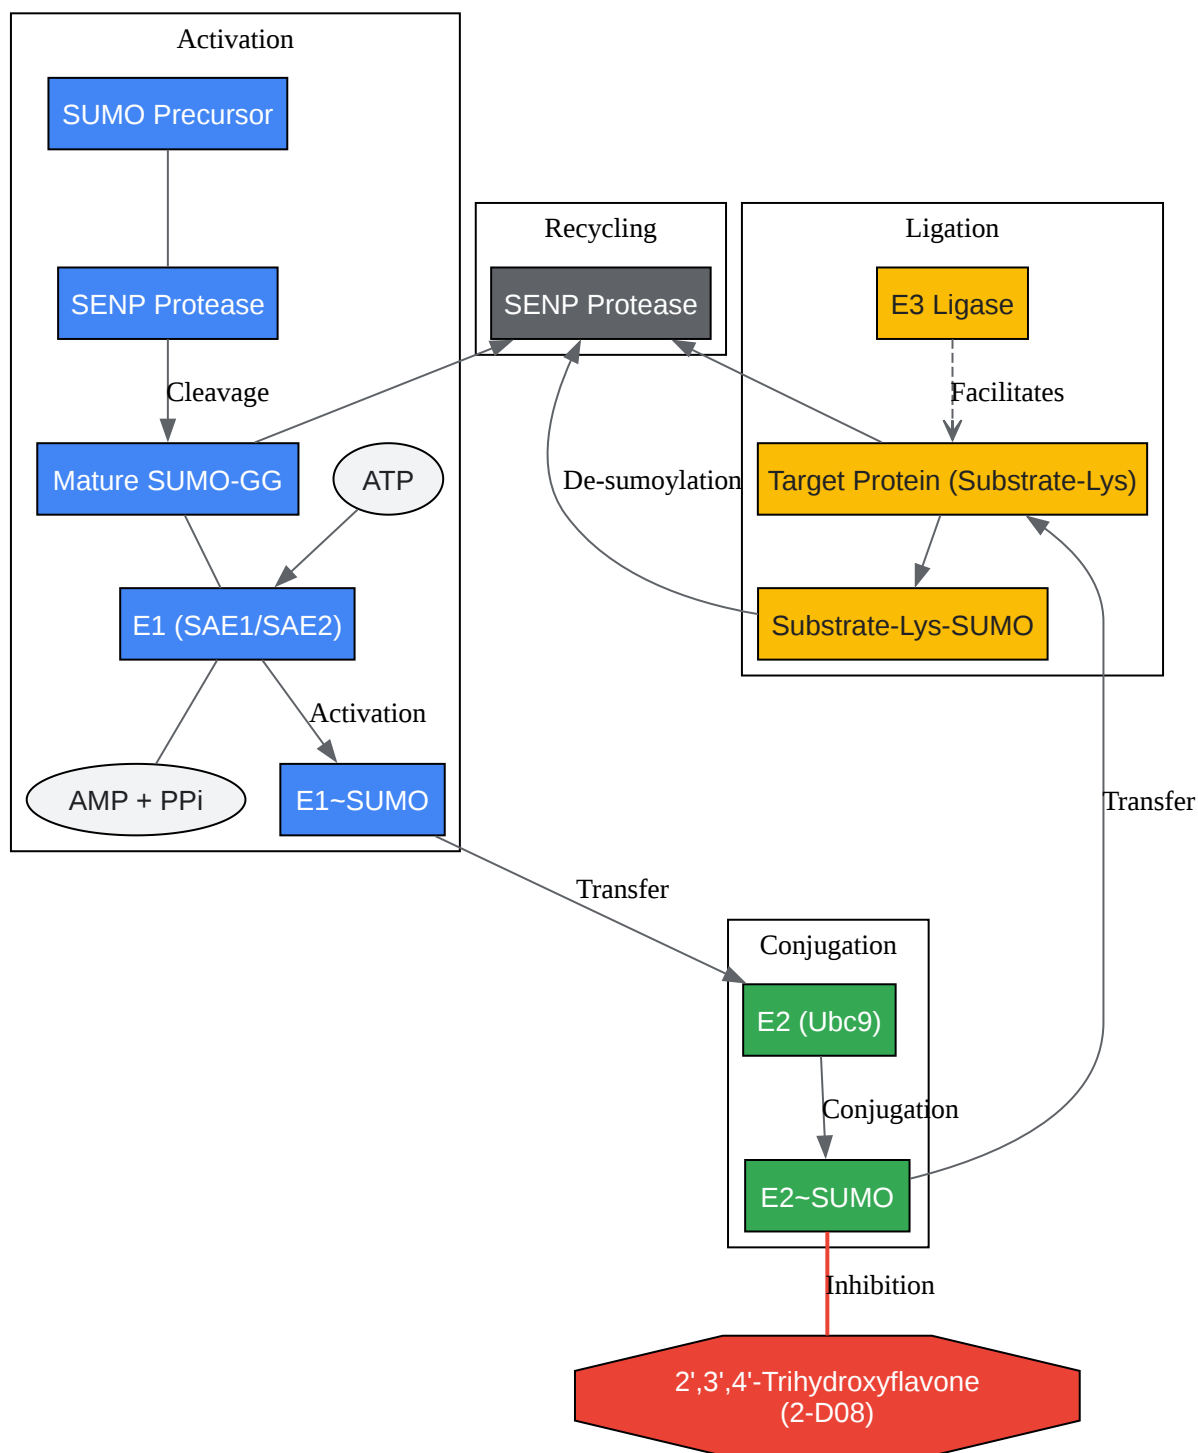 Activation
SUMO Precursor
SENP Protease
Cleavage
Mature SUMO-GG
ATP
E1 (SAE1/SAE2)
Activation
AMP + PPi
E1~SUMO
Recycling
SENP Protease
De-sumoylation
Ligation
E3 Ligase
Facilitates
Target Protein (Substrate-Lys)
Substrate-Lys-SUMO
Transfer
Transfer
Conjugation
E2 (Ubc9)
Conjugation
E2~SUMO
Inhibition
2',3',4'-Trihydroxyflavone
(2-D08)